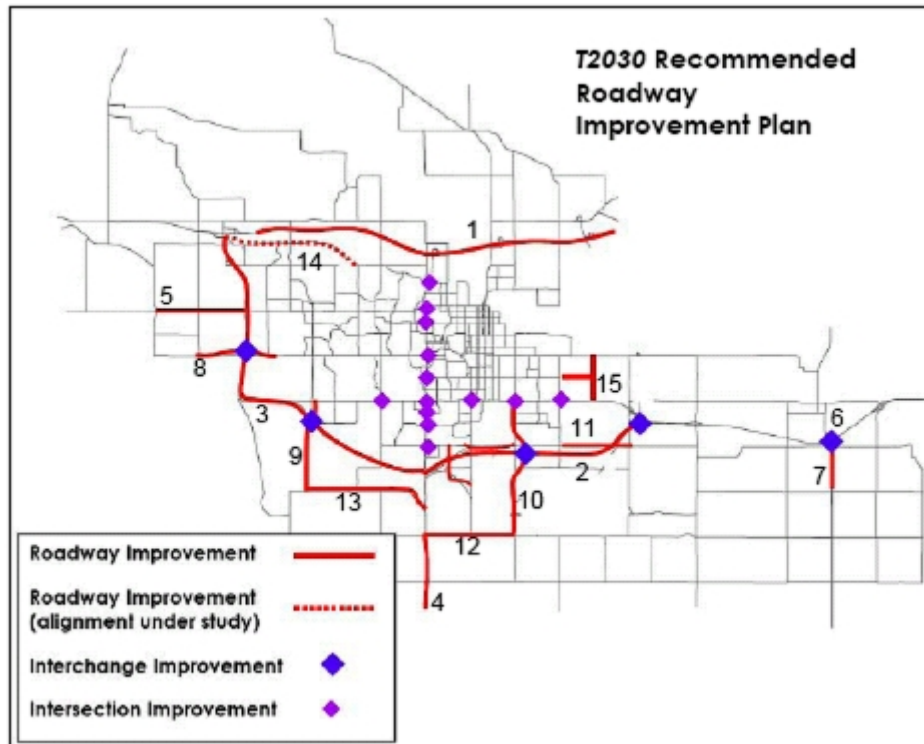 T2030 Recommended
Roadway
Improvement Plan
1
14
5
8
15
3
11
6
9
2
7
10
13
12
4
Roadway Improvement
Roadway Improvement
(alignment under study)
Interchange Improvement
Intersection Improvement